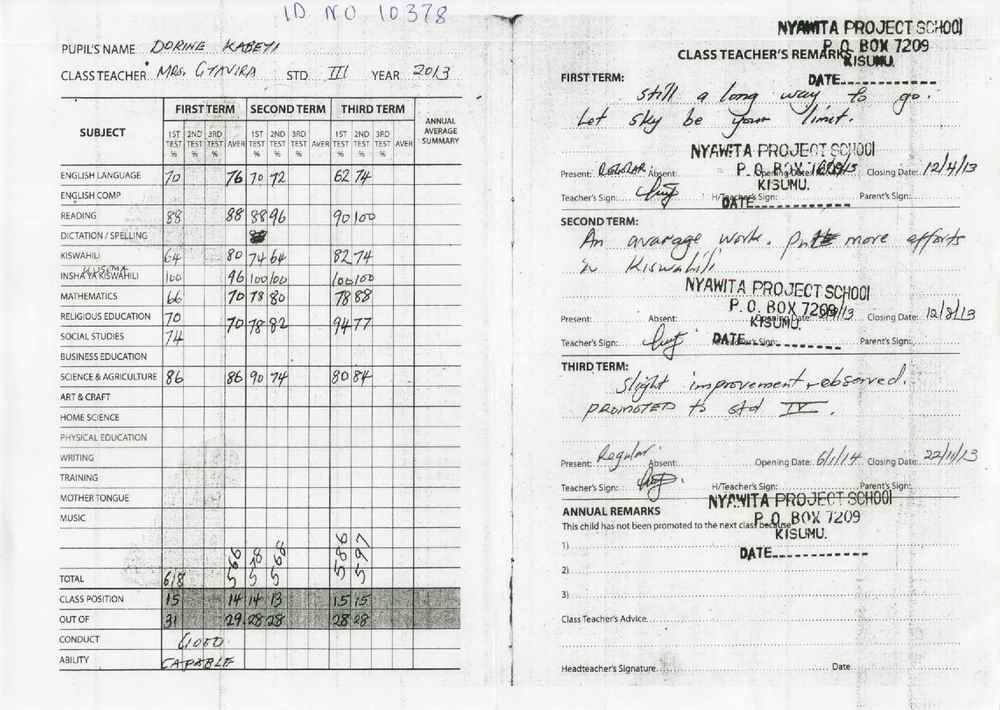 ID NO 10378
PUPIL'S NAME DORINE KABEYI
CLASS TEACHER MRS. GTAVIRA STD. III YEAR 2013
SUBJECT FIRST TERM SECOND TERM THIRD TERM ANNUAL AVERAGE SUMMARY
1ST TEST % 2ND TEST % 3RD TEST % AVER 1ST TEST % 2ND TEST % 3RD TEST % AVER 1ST TEST % 2ND TEST % 3RD TEST % AVER
ENGLISH LANGUAGE 70 76 70 72 62 74
ENGLISH COMP
READING 88 88 88 96 90 100
DICTATION / SPELLING
KISWAHILI 64 80 74 64 82 74
KUSOMA
INSHA YA KISWAHILI 100 96 100 100 100 100
MATHEMATICS 66 70 78 80 78 88
RELIGIOUS EDUCATION 70 70 78 82 94 77
SOCIAL STUDIES 74
BUSINESS EDUCATION
SCIENCE & AGRICULTURE 86 86 90 74 80 84
ART & CRAFT
HOME SCIENCE
PHYSICAL EDUCATION
WRITING
TRAINING
MOTHER TONGUE
MUSIC
TOTAL 618 566 578 568 586 597
CLASS POSITION 15 14 14 13 15 15
OUT OF 31 29 28 28 28 28
CONDUCT GOOD
ABILITY CAPABLE
NYAWITA PROJECT SCHOOL
P. O. BOX 7209
KISUMU.
DATE
CLASS TEACHER'S REMARKS
FIRST TERM:
Still a long way to go.
Let sky be your limit.
NYAWITA PROJECT SCHOOL
P. O. BOX 7209
KISUMU.
DATE
Present: REGULAR Absent: Opening Date: Closing Date: 12/4/13
Teacher's Sign: H/Teacher's Sign: Parent's Sign:
SECOND TERM:
An avarage work. Put more efforts
in Kiswahili
NYAWITA PROJECT SCHOOL
P. O. BOX 7209
KISUMU.
DATE
Present: Absent: Opening Date: Closing Date: 12/8/13
Teacher's Sign: H/Teacher's Sign: Parent's Sign:
THIRD TERM:
Slight improvement observed.
PROMOTED to std IV.
Present: Regular. Absent: Opening Date: 6/1/14 Closing Date: 22/11/13
Teacher's Sign: H/Teacher's Sign: Parent's Sign:
NYAWITA PROJECT SCHOOL
P. O. BOX 7209
KISUMU.
DATE
ANNUAL REMARKS
This child has not been promoted to the next class because
1)
2)
3)
Class Teacher's Advice
Headteacher's Signature Date